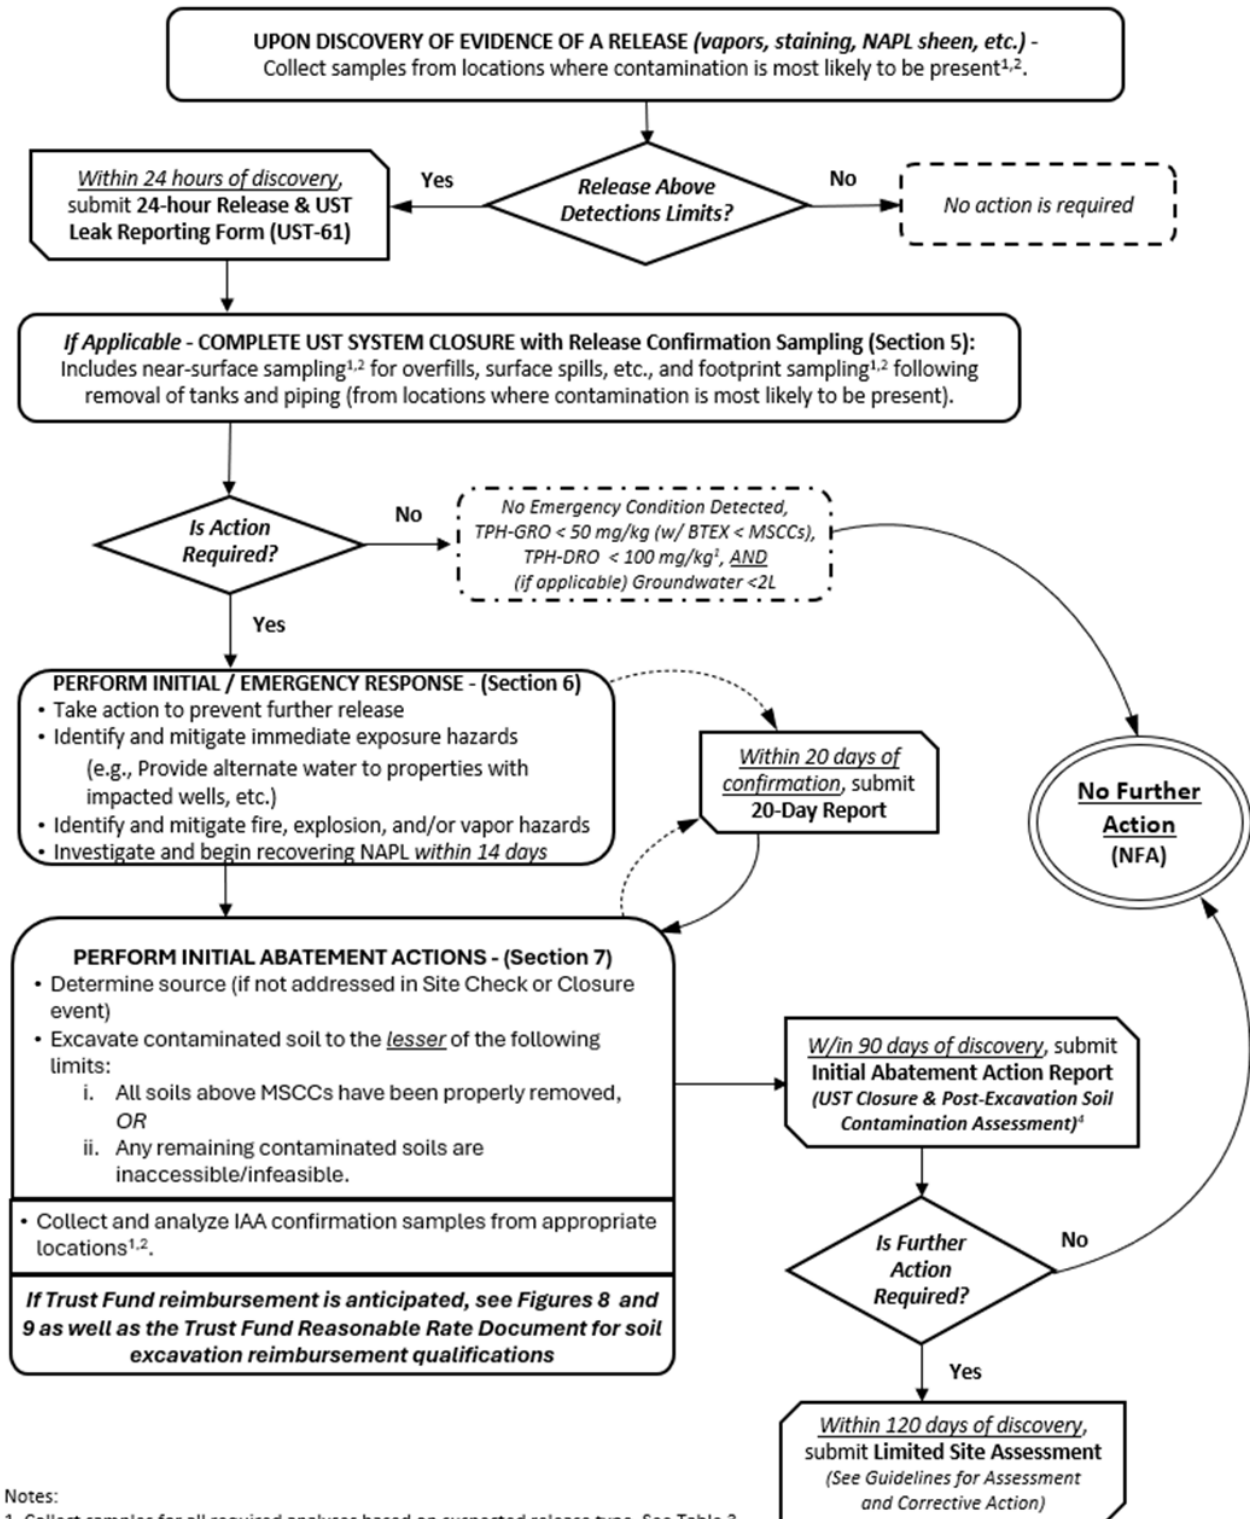 UPON DISCOVERY OF EVIDENCE OF A RELEASE (vapors, staining, NAPL sheen, etc.) -
Collect samples from locations where contamination is most likely to be present¹,².
Release Above
Detections Limits?
Yes
No
Within 24 hours of discovery,
submit 24-hour Release & UST
Leak Reporting Form (UST-61)
No action is required
If Applicable - COMPLETE UST SYSTEM CLOSURE with Release Confirmation Sampling (Section 5):
Includes near-surface sampling¹,² for overfills, surface spills, etc., and footprint sampling¹,² following
removal of tanks and piping (from locations where contamination is most likely to be present).
Is Action
Required?
No
No Emergency Condition Detected,
TPH-GRO < 50 mg/kg (w/ BTEX < MSCCs),
TPH-DRO < 100 mg/kg¹, AND
(if applicable) Groundwater <2L
Yes
PERFORM INITIAL / EMERGENCY RESPONSE - (Section 6)
• Take action to prevent further release
• Identify and mitigate immediate exposure hazards
(e.g., Provide alternate water to properties with
impacted wells, etc.)
• Identify and mitigate fire, explosion, and/or vapor hazards
• Investigate and begin recovering NAPL within 14 days
Within 20 days of
confirmation, submit
20-Day Report
No Further
Action
(NFA)
PERFORM INITIAL ABATEMENT ACTIONS - (Section 7)
• Determine source (if not addressed in Site Check or Closure
event)
• Excavate contaminated soil to the lesser of the following
limits:
i. All soils above MSCCs have been properly removed,
OR
ii. Any remaining contaminated soils are
inaccessible/infeasible.
• Collect and analyze IAA confirmation samples from appropriate
locations¹,².
If Trust Fund reimbursement is anticipated, see Figures 8 and
9 as well as the Trust Fund Reasonable Rate Document for soil
excavation reimbursement qualifications
W/in 90 days of discovery, submit
Initial Abatement Action Report
(UST Closure & Post-Excavation Soil
Contamination Assessment)⁴
Is Further
Action
Required?
No
Yes
Within 120 days of discovery,
submit Limited Site Assessment
(See Guidelines for Assessment
and Corrective Action)
Notes:
1. Collect samples for all required analyses based on suspected release type. See Table 3